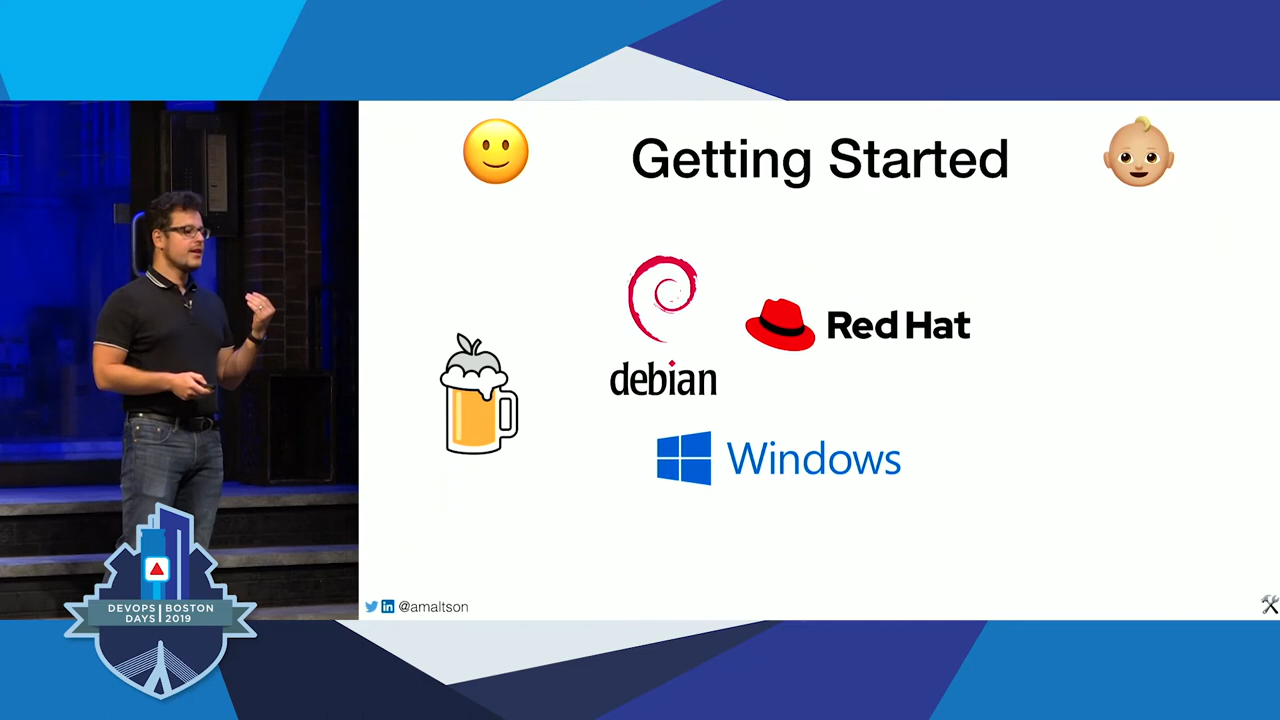 Getting Started
debian
Red Hat
Windows
@amaltson
DEVOPS BOSTON
DAYS 2019